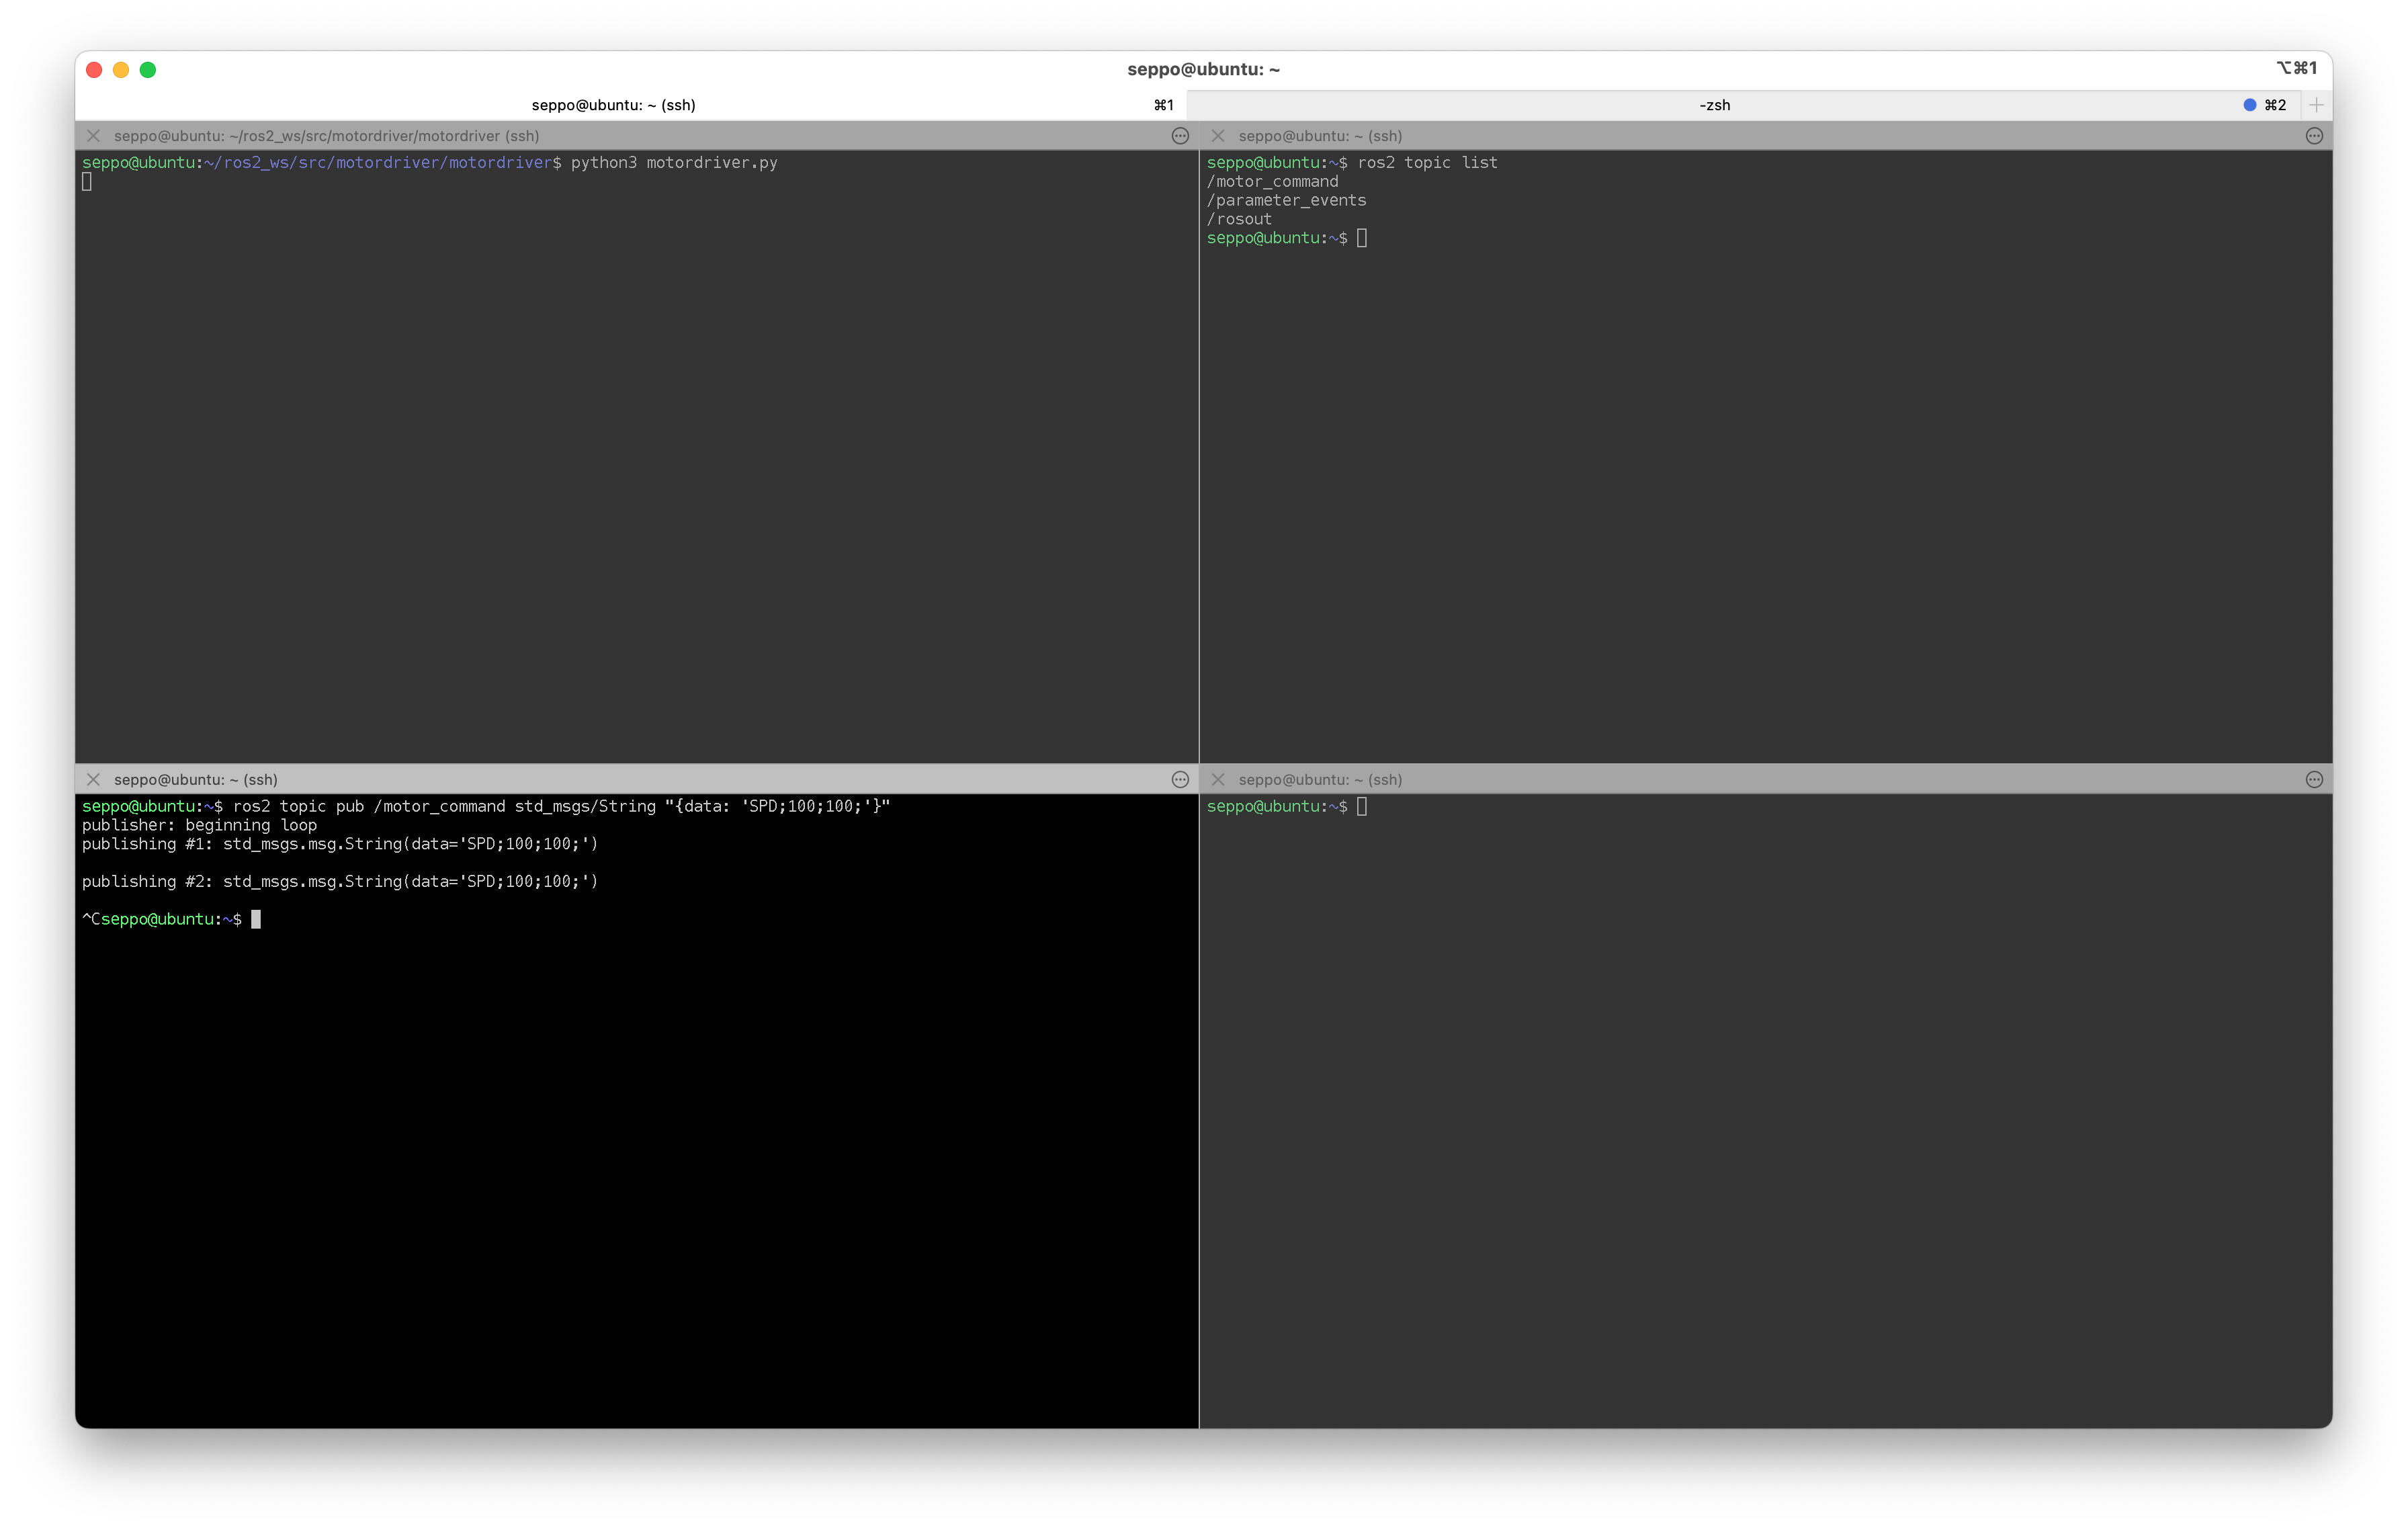 seppo@ubuntu: ~
⌥⌘1
seppo@ubuntu: ~ (ssh)
⌘1
-zsh
⌘2
seppo@ubuntu: ~/ros2_ws/src/motordriver/motordriver (ssh)
seppo@ubuntu:~/ros2_ws/src/motordriver/motordriver$ python3 motordriver.py
seppo@ubuntu: ~ (ssh)
seppo@ubuntu:~$ ros2 topic list
/motor_command
/parameter_events
/rosout
seppo@ubuntu:~$
seppo@ubuntu: ~ (ssh)
seppo@ubuntu:~$ ros2 topic pub /motor_command std_msgs/String "{data: 'SPD;100;100;'}"
publisher: beginning loop
publishing #1: std_msgs.msg.String(data='SPD;100;100;')
publishing #2: std_msgs.msg.String(data='SPD;100;100;')
^Cseppo@ubuntu:~$
seppo@ubuntu: ~ (ssh)
seppo@ubuntu:~$